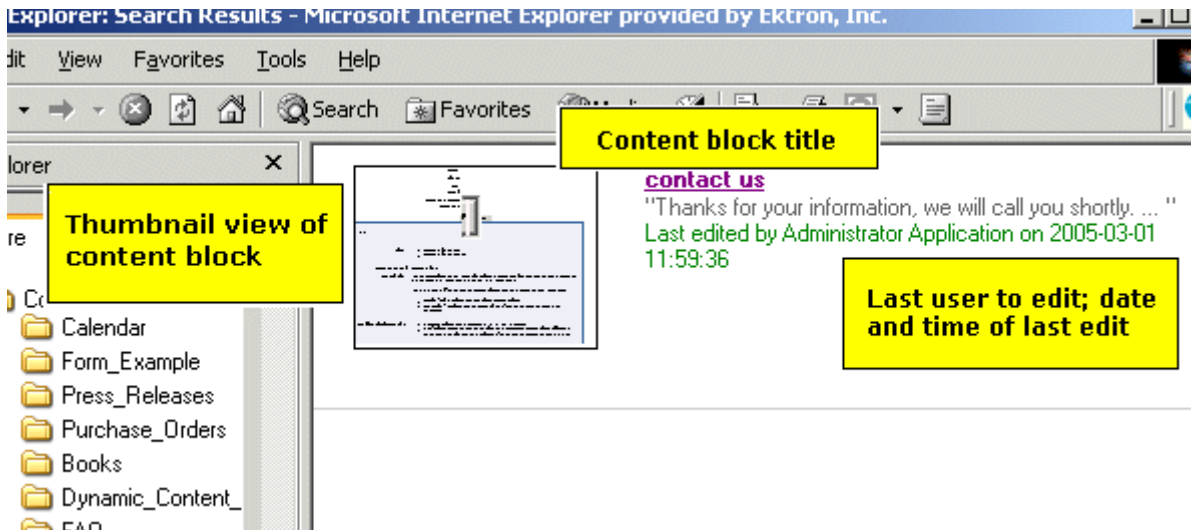 Explorer: Search Results - Microsoft Internet Explorer provided by Ektron, Inc.
dit View Favorites Tools Help
Search Favorites
Content block title
lorer
contact us
"Thanks for your information, we will call you shortly. ... "
Last edited by Administrator Application on 2005-03-01
11:59:36
Thumbnail view of
content block
re
Last user to edit; date
and time of last edit
Calendar
Form_Example
Press_Releases
Purchase_Orders
Books
Dynamic_Content_
FAQ